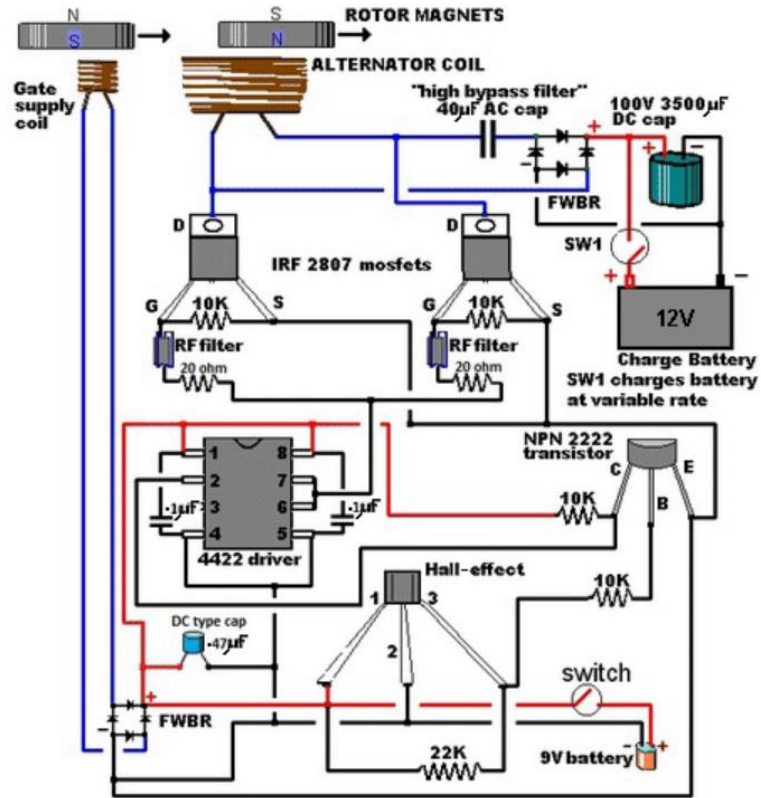 N
S
ROTOR MAGNETS
S
N
ALTERNATOR COIL
Gate
supply
coil
"high bypass filter"
40µF AC cap
100V 3500µF
DC cap
+
+
-
-
FWBR
D
D
IRF 2807 mosfets
SW1
+
-
G
10K
S
G
10K
S
12V
RF filter
RF filter
20 ohm
20 ohm
Charge Battery
SW1 charges battery
at variable rate
NPN 2222
transistor
C
E
B
1
8
2
7
.1µF
3
6
.1µF
4
5
4422 driver
10K
Hall-effect
1
3
2
10K
DC type cap
.47µF
switch
+
-
FWBR
22K
-
+
9V battery